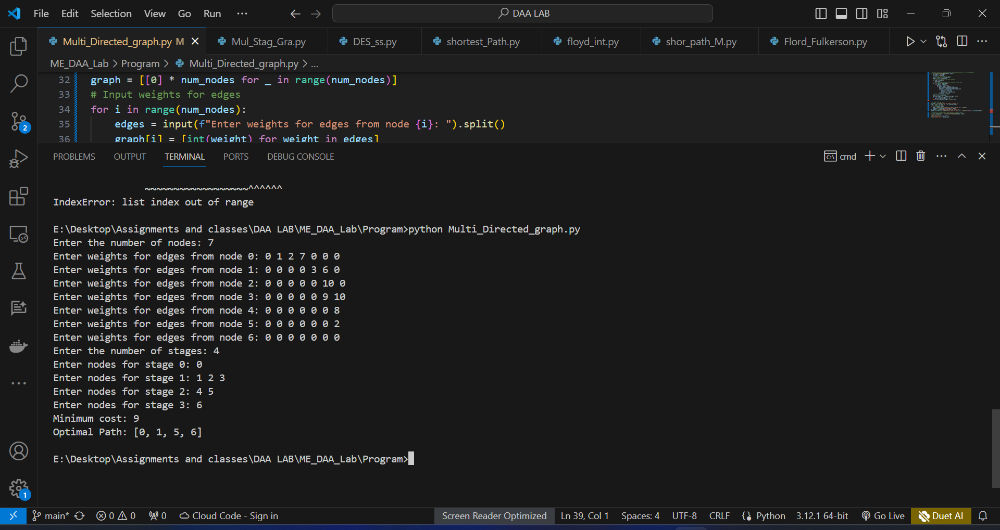 File Edit Selection View Go Run ··· DAA LAB
Multi_Directed_graph.py M Mul_Stag_Gra.py DES_ss.py shortest_Path.py floyd_int.py shor_path_M.py Flord_Fulkerson.py
ME_DAA_Lab > Program > Multi_Directed_graph.py > ...
32 graph = [[0] * num_nodes for _ in range(num_nodes)]
33 # Input weights for edges
34 for i in range(num_nodes):
35 edges = input(f"Enter weights for edges from node {i}: ").split()
36 graph[i] = [int(weight) for weight in edges]
PROBLEMS OUTPUT TERMINAL PORTS DEBUG CONSOLE cmd
~~~~~~~~~~~~~~~~~~^^^^^^
IndexError: list index out of range
E:\Desktop\Assignments and classes\DAA LAB\ME_DAA_Lab\Program>python Multi_Directed_graph.py
Enter the number of nodes: 7
Enter weights for edges from node 0: 0 1 2 7 0 0 0
Enter weights for edges from node 1: 0 0 0 0 3 6 0
Enter weights for edges from node 2: 0 0 0 0 0 10 0
Enter weights for edges from node 3: 0 0 0 0 0 9 10
Enter weights for edges from node 4: 0 0 0 0 0 0 8
Enter weights for edges from node 5: 0 0 0 0 0 0 2
Enter weights for edges from node 6: 0 0 0 0 0 0 0
Enter the number of stages: 4
Enter nodes for stage 0: 0
Enter nodes for stage 1: 1 2 3
Enter nodes for stage 2: 4 5
Enter nodes for stage 3: 6
Minimum cost: 9
Optimal Path: [0, 1, 5, 6]
E:\Desktop\Assignments and classes\DAA LAB\ME_DAA_Lab\Program>
2
1
main* 0 0 0 Cloud Code - Sign in Screen Reader Optimized Ln 39, Col 1 Spaces: 4 UTF-8 CRLF Python 3.12.1 64-bit Go Live Duet AI